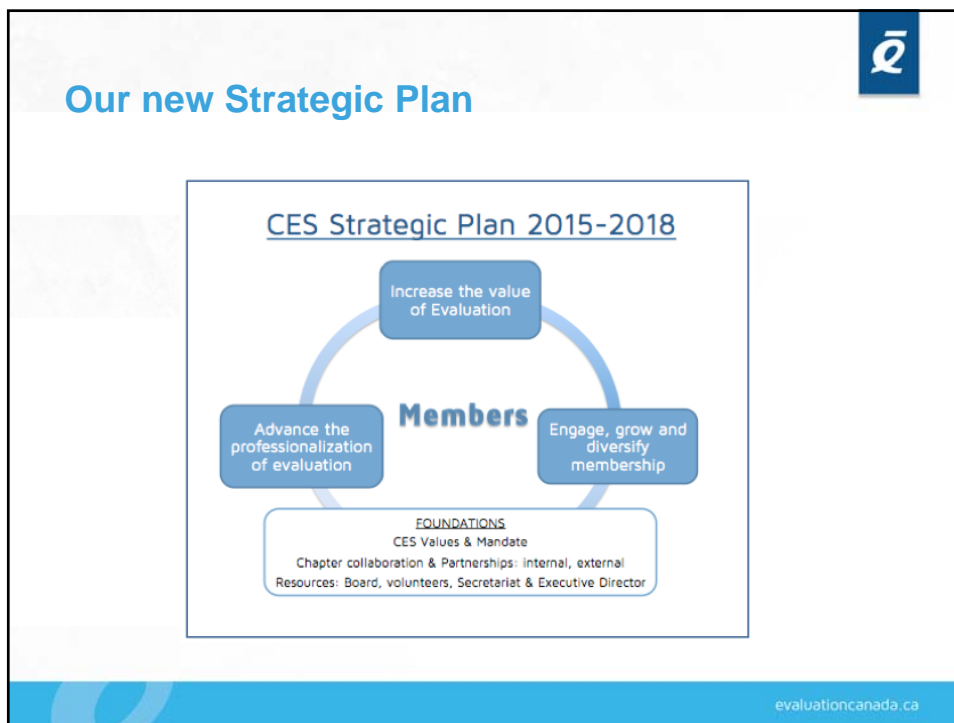 Our new Strategic Plan
CES Strategic Plan 2015-2018
Increase the value
of Evaluation
Members
Advance the
professionalization
of evaluation
Engage, grow and
diversify
membership
FOUNDATIONS
CES Values & Mandate
Chapter collaboration & Partnerships: internal, external
Resources: Board, volunteers, Secretariat & Executive Director
evaluationcanada.ca